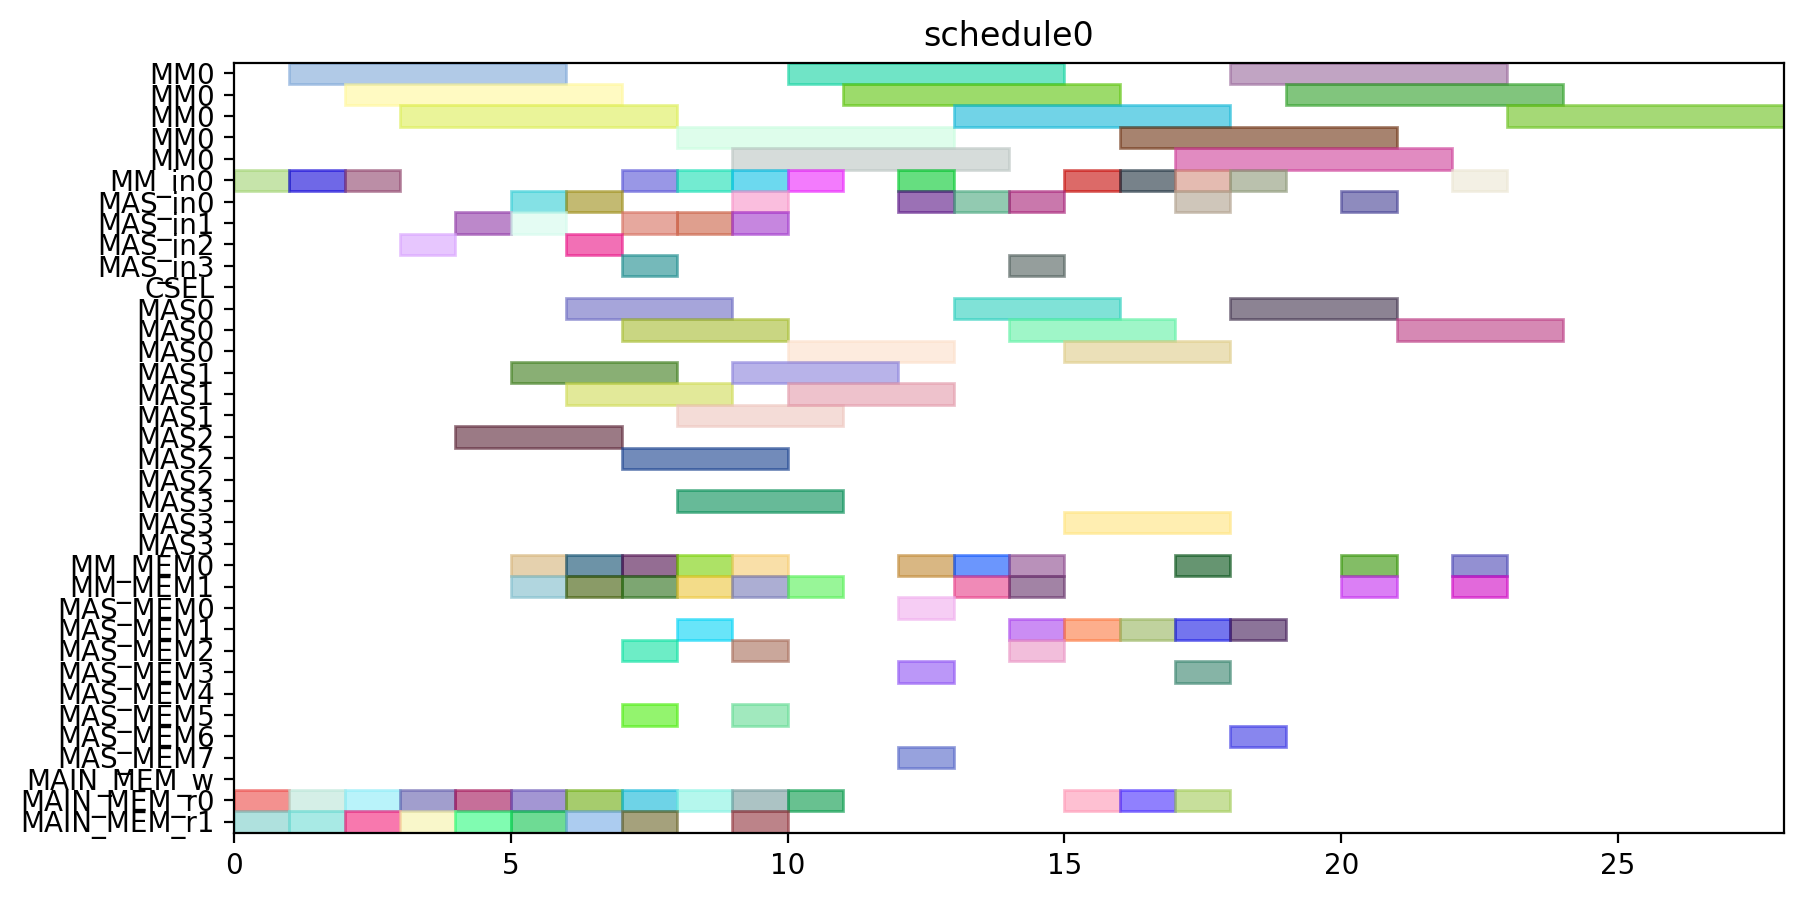 schedule0
MM0
MM0
MM0
MM0
MM0
MM_in0
MAS_in0
MAS_in1
MAS_in2
MAS_in3
CSEL
MAS0
MAS0
MAS0
MAS1
MAS1
MAS1
MAS2
MAS2
MAS2
MAS3
MAS3
MAS3
MM_MEM0
MM_MEM1
MAS_MEM0
MAS_MEM1
MAS_MEM2
MAS_MEM3
MAS_MEM4
MAS_MEM5
MAS_MEM6
MAS_MEM7
MAIN_MEM_w
MAIN_MEM_r0
MAIN_MEM_r1
0 5 10 15 20 25